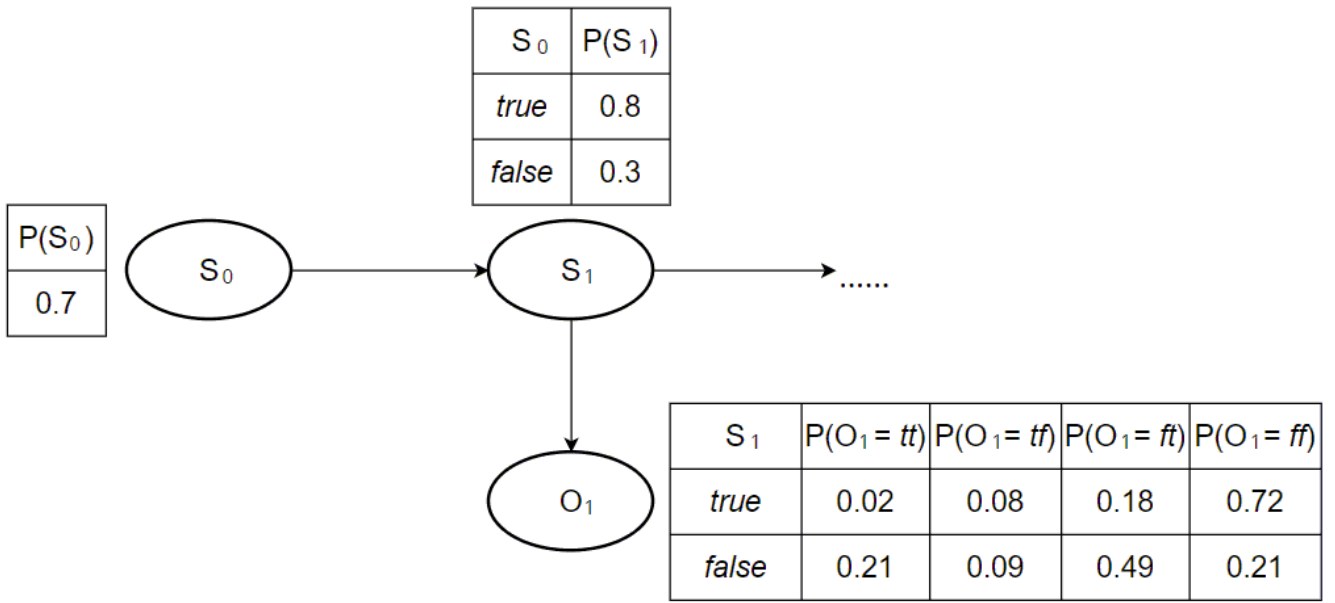 S₀ P(S₁)
true 0.8
false 0.3
P(S₀)
0.7
S₀
S₁
......
O₁
S₁ P(O₁= tt) P(O₁= tf) P(O₁= ft) P(O₁= ff)
true 0.02 0.08 0.18 0.72
false 0.21 0.09 0.49 0.21